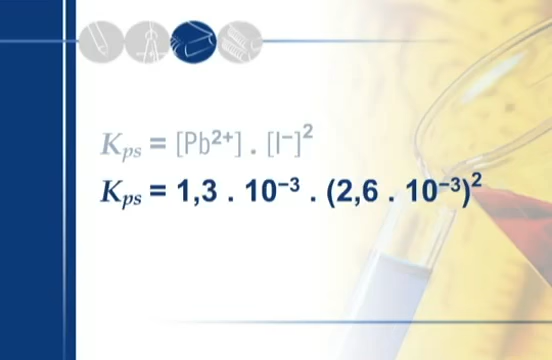 Kps = [Pb²⁺] . [I⁻]²
Kps = 1,3 . 10⁻³ . (2,6 . 10⁻³)²